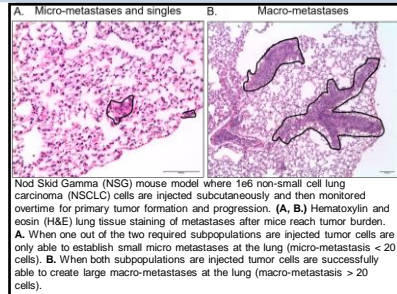 A. Micro-metastases and singles
B. Macro-metastases
Nod Skid Gamma (NSG) mouse model where 1e6 non-small cell lung
carcinoma (NSCLC) cells are injected subcutaneously and then monitored
overtime for primary tumor formation and progression. (A, B.) Hematoxylin and
eosin (H&E) lung tissue staining of metastases after mice reach tumor burden.
A. When one out of the two required subpopulations are injected tumor cells are
only able to establish small micro metastases at the lung (micro-metastasis < 20
cells). B. When both subpopulations are injected tumor cells are successfully
able to create large macro-metastases at the lung (macro-metastasis > 20
cells).